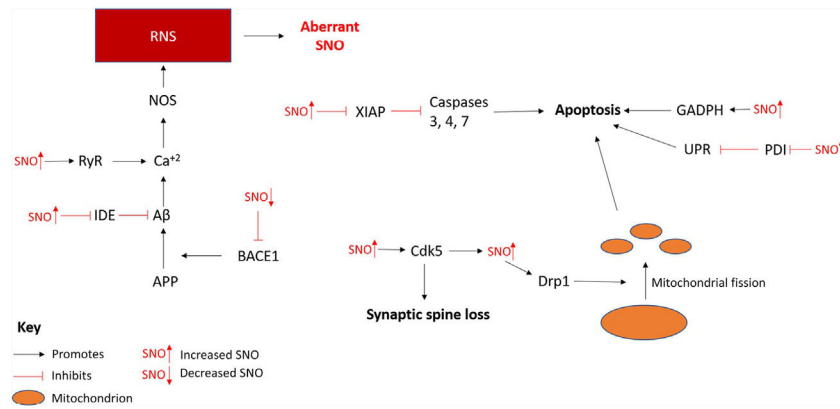 RNS
Aberrant
SNO
NOS
SNO
XIAP
Caspases
3, 4, 7
Apoptosis
GADPH
SNO
SNO
RyR
Ca+2
UPR
PDI
SNO
SNO
SNO
IDE
Aβ
BACE1
APP
SNO
Cdk5
SNO
Drp1
Mitochondrial fission
Synaptic spine loss
Key
Promotes
SNO
Increased SNO
Inhibits
SNO
Decreased SNO
Mitochondrion